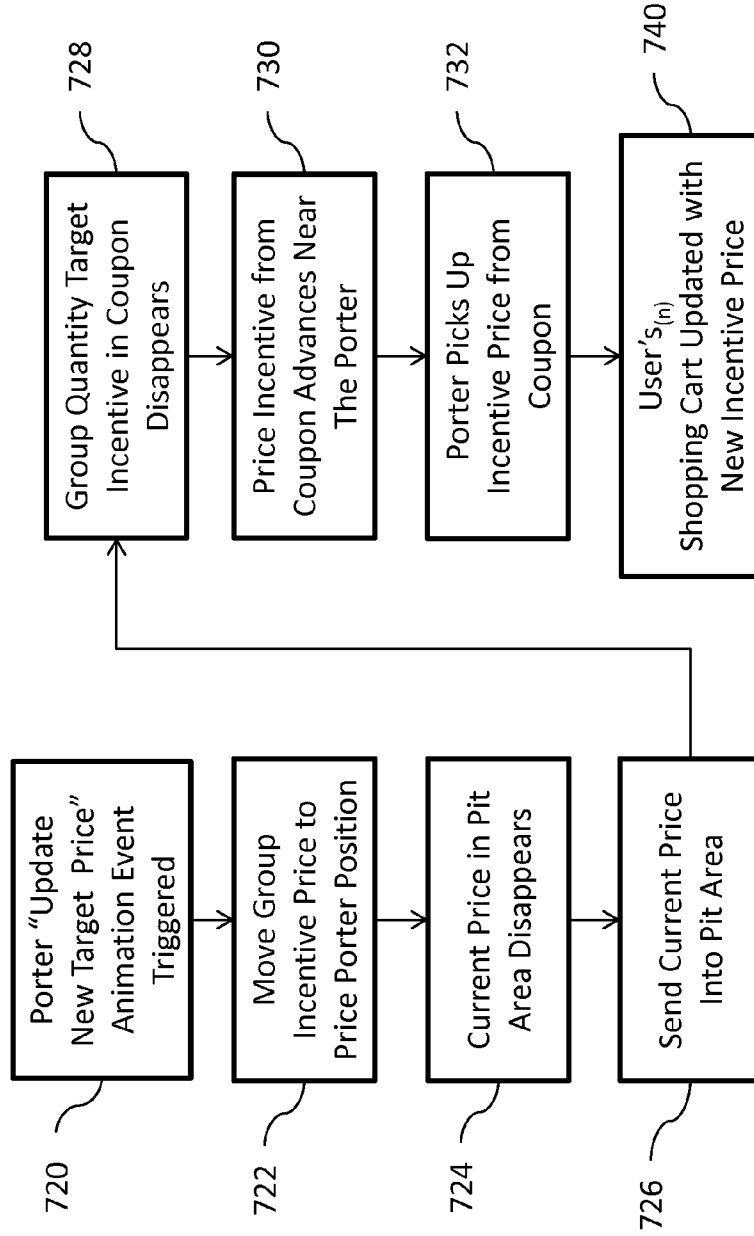 720
Porter “Update
New Target Price”
Animation Event
Triggered
722
Move Group
Incentive Price to
Price Porter Position
724
Current Price in Pit
Area Disappears
726
Send Current Price
Into Pit Area
728
Group Quantity Target
Incentive in Coupon
Disappears
730
Price Incentive from
Coupon Advances Near
The Porter
732
Porter Picks Up
Incentive Price from
Coupon
740
User's(n)
Shopping Cart Updated with
New Incentive Price